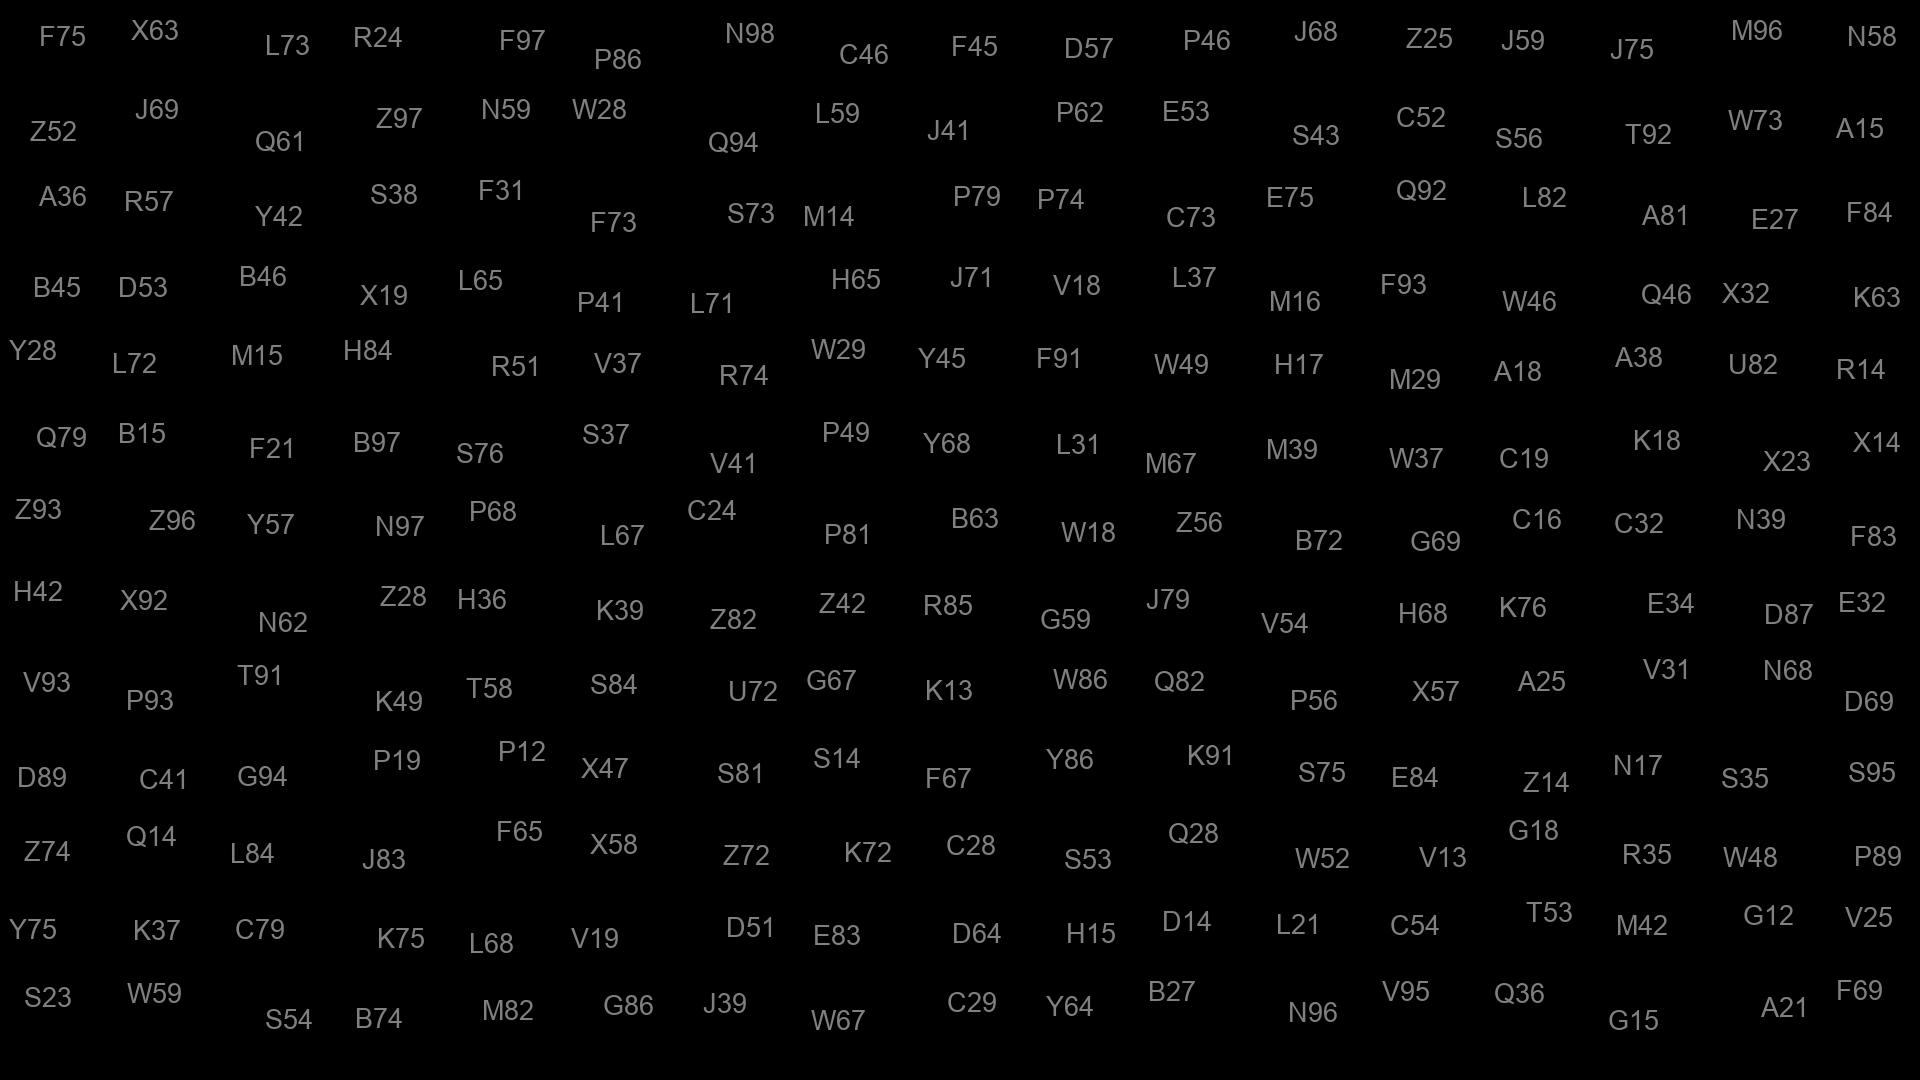 F75 X63 L73 R24 F97 P86 N98 C46 F45 D57 P46 J68 Z25 J59 J75 M96 N58
Z52 J69 Q61 Z97 N59 W28 Q94 L59 J41 P62 E53 S43 C52 S56 T92 W73 A15
A36 R57 Y42 S38 F31 F73 S73 M14 P79 P74 C73 E75 Q92 L82 A81 E27 F84
B45 D53 B46 X19 L65 P41 L71 H65 J71 V18 L37 M16 F93 W46 Q46 X32 K63
Y28 L72 M15 H84 R51 V37 R74 W29 Y45 F91 W49 H17 M29 A18 A38 U82 R14
Q79 B15 F21 B97 S76 S37 V41 P49 Y68 L31 M67 M39 W37 C19 K18 X23 X14
Z93 Z96 Y57 N97 P68 L67 C24 P81 B63 W18 Z56 B72 G69 C16 C32 N39 F83
H42 X92 N62 Z28 H36 K39 Z82 Z42 R85 G59 J79 V54 H68 K76 E34 D87 E32
V93 P93 T91 K49 T58 S84 U72 G67 K13 W86 Q82 P56 X57 A25 V31 N68 D69
D89 C41 G94 P19 P12 X47 S81 S14 F67 Y86 K91 S75 E84 Z14 N17 S35 S95
Z74 Q14 L84 J83 F65 X58 Z72 K72 C28 S53 Q28 W52 V13 G18 R35 W48 P89
Y75 K37 C79 K75 L68 V19 D51 E83 D64 H15 D14 L21 C54 T53 M42 G12 V25
S23 W59 S54 B74 M82 G86 J39 W67 C29 Y64 B27 N96 V95 Q36 G15 A21 F69